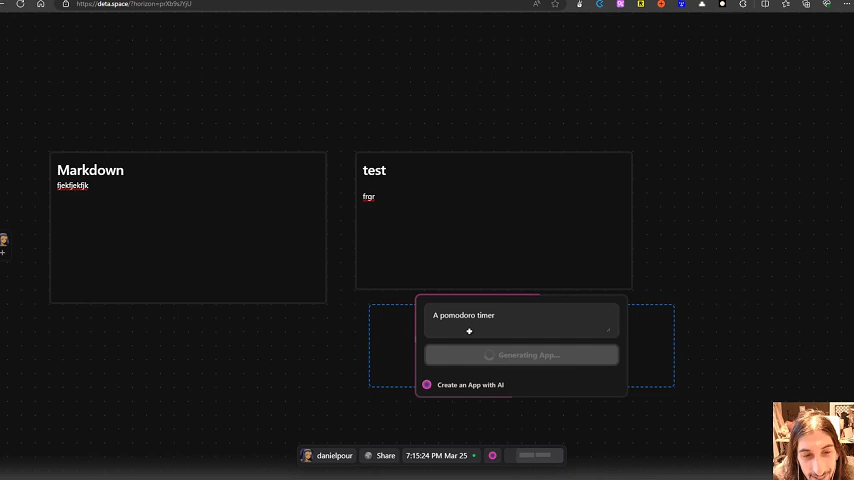 https://deta.space/?horizon=prXb9sJYjU
Markdown
fjekfjekfjk
test
frgr
A pomodoro timer
Generating App...
Create an App with AI
danielpour
Share
7:15:24 PM Mar 25